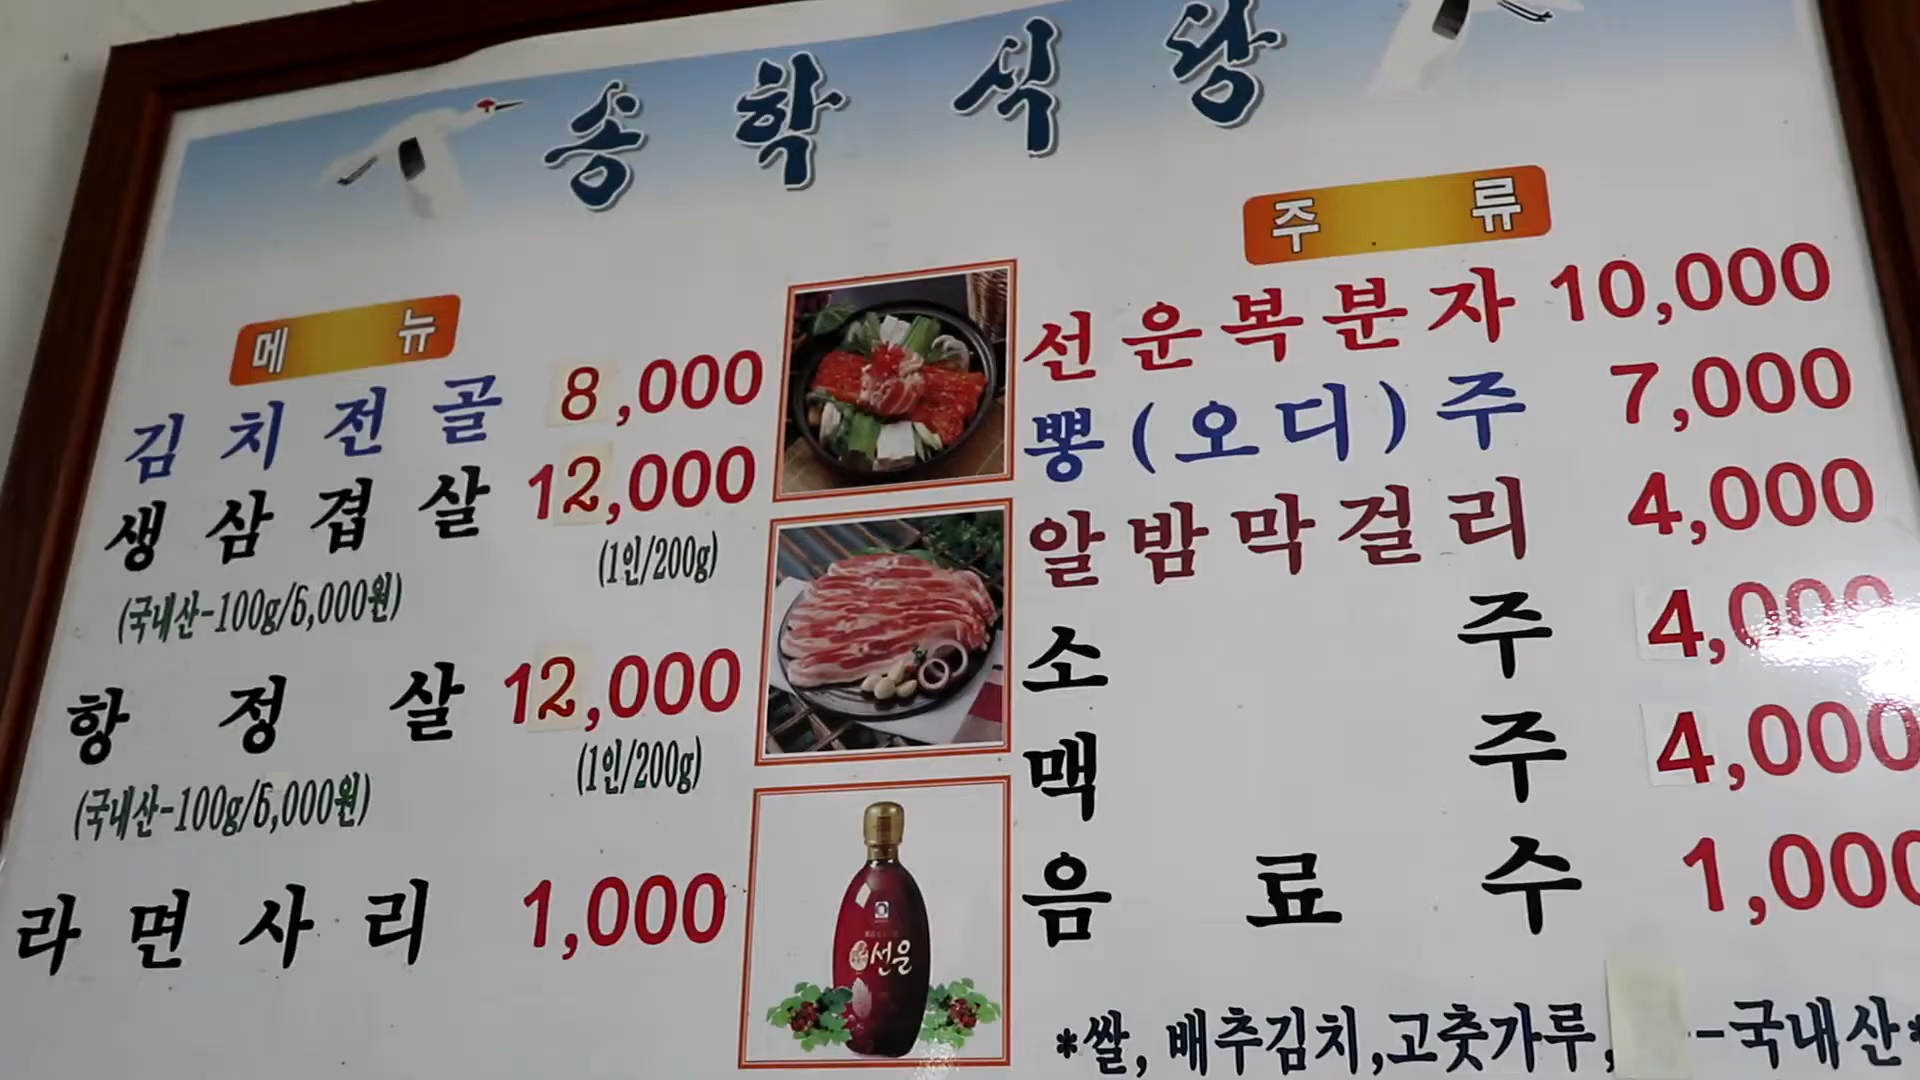 송학식당
메뉴
김치전골 8,000
생삼겹살 12,000
(1인/200g)
(국내산-100g/6,000원)
항정살 12,000
(1인/200g)
(국내산-100g/6,000원)
라면사리 1,000
주류
선운복분자 10,000
뽕(오디)주 7,000
알밤막걸리 4,000
소주 4,000
맥주 4,000
음료수 1,000
선운
*쌀, 배추김치,고춧가루, -국내산*